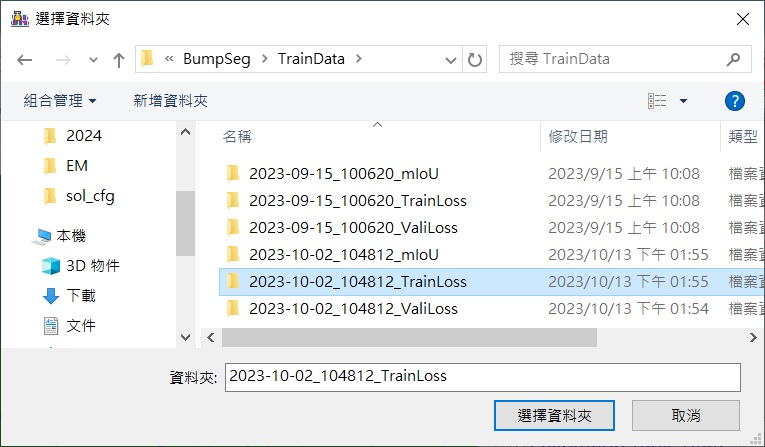 選擇資料夾
« BumpSeg > TrainData >
搜尋 TrainData
組合管理
新增資料夾
2024
EM
sol_cfg
本機
3D 物件
下載
文件
名稱 修改日期 類型
2023-09-15_100620_mIoU 2023/9/15 上午 10:08 檔案資
2023-09-15_100620_TrainLoss 2023/9/15 上午 10:08 檔案資
2023-09-15_100620_ValiLoss 2023/9/15 上午 10:08 檔案資
2023-10-02_104812_mIoU 2023/10/13 下午 01:55 檔案資
2023-10-02_104812_TrainLoss 2023/10/13 下午 01:55 檔案資
2023-10-02_104812_ValiLoss 2023/10/13 下午 01:54 檔案資
資料夾: 2023-10-02_104812_TrainLoss
選擇資料夾 取消